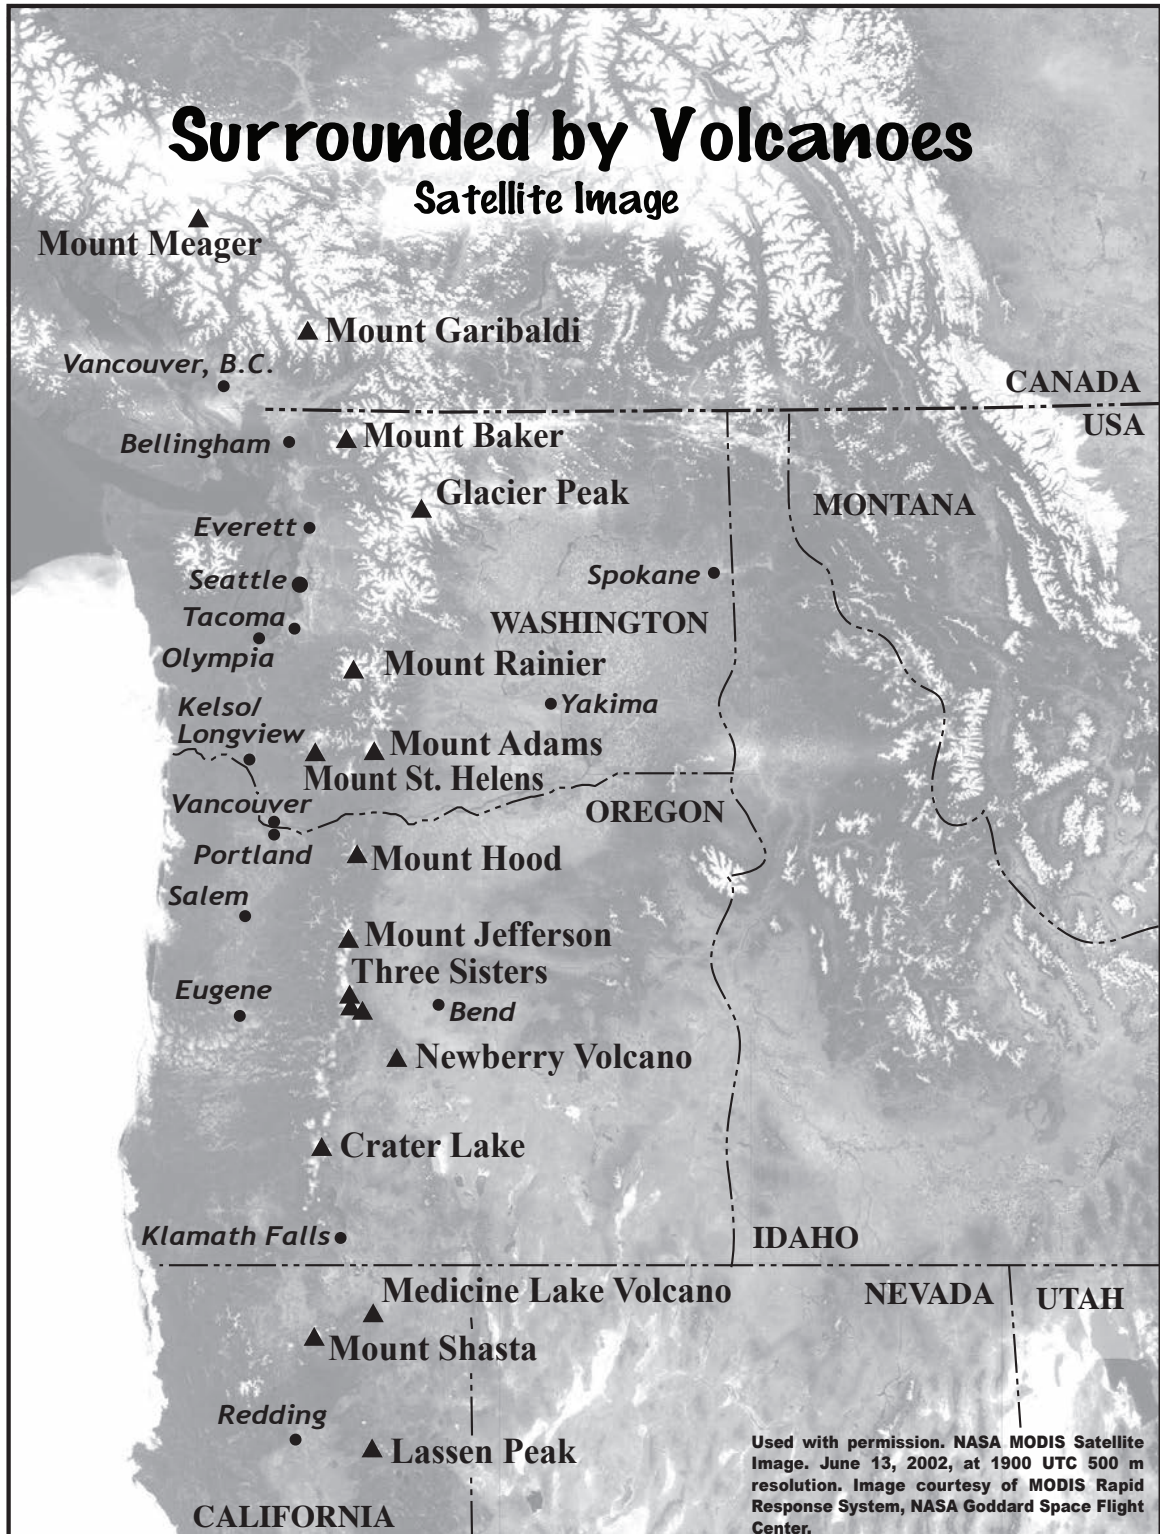 Surrounded by Volcanoes
Satellite Image
Mount Meager
Mount Garibaldi
Vancouver, B.C.
CANADA
USA
Bellingham
Mount Baker
Glacier Peak
MONTANA
Everett
Seattle
Spokane
Tacoma
WASHINGTON
Olympia
Mount Rainier
Kelso/
Longview
Yakima
Mount Adams
Mount St. Helens
Vancouver
OREGON
Portland
Mount Hood
Salem
Mount Jefferson
Three Sisters
Eugene
Bend
Newberry Volcano
Crater Lake
Klamath Falls
IDAHO
Medicine Lake Volcano
NEVADA
UTAH
Mount Shasta
Redding
Lassen Peak
CALIFORNIA
Used with permission. NASA MODIS Satellite
Image. June 13, 2002, at 1900 UTC 500 m
resolution. Image courtesy of MODIS Rapid
Response System, NASA Goddard Space Flight
Center.